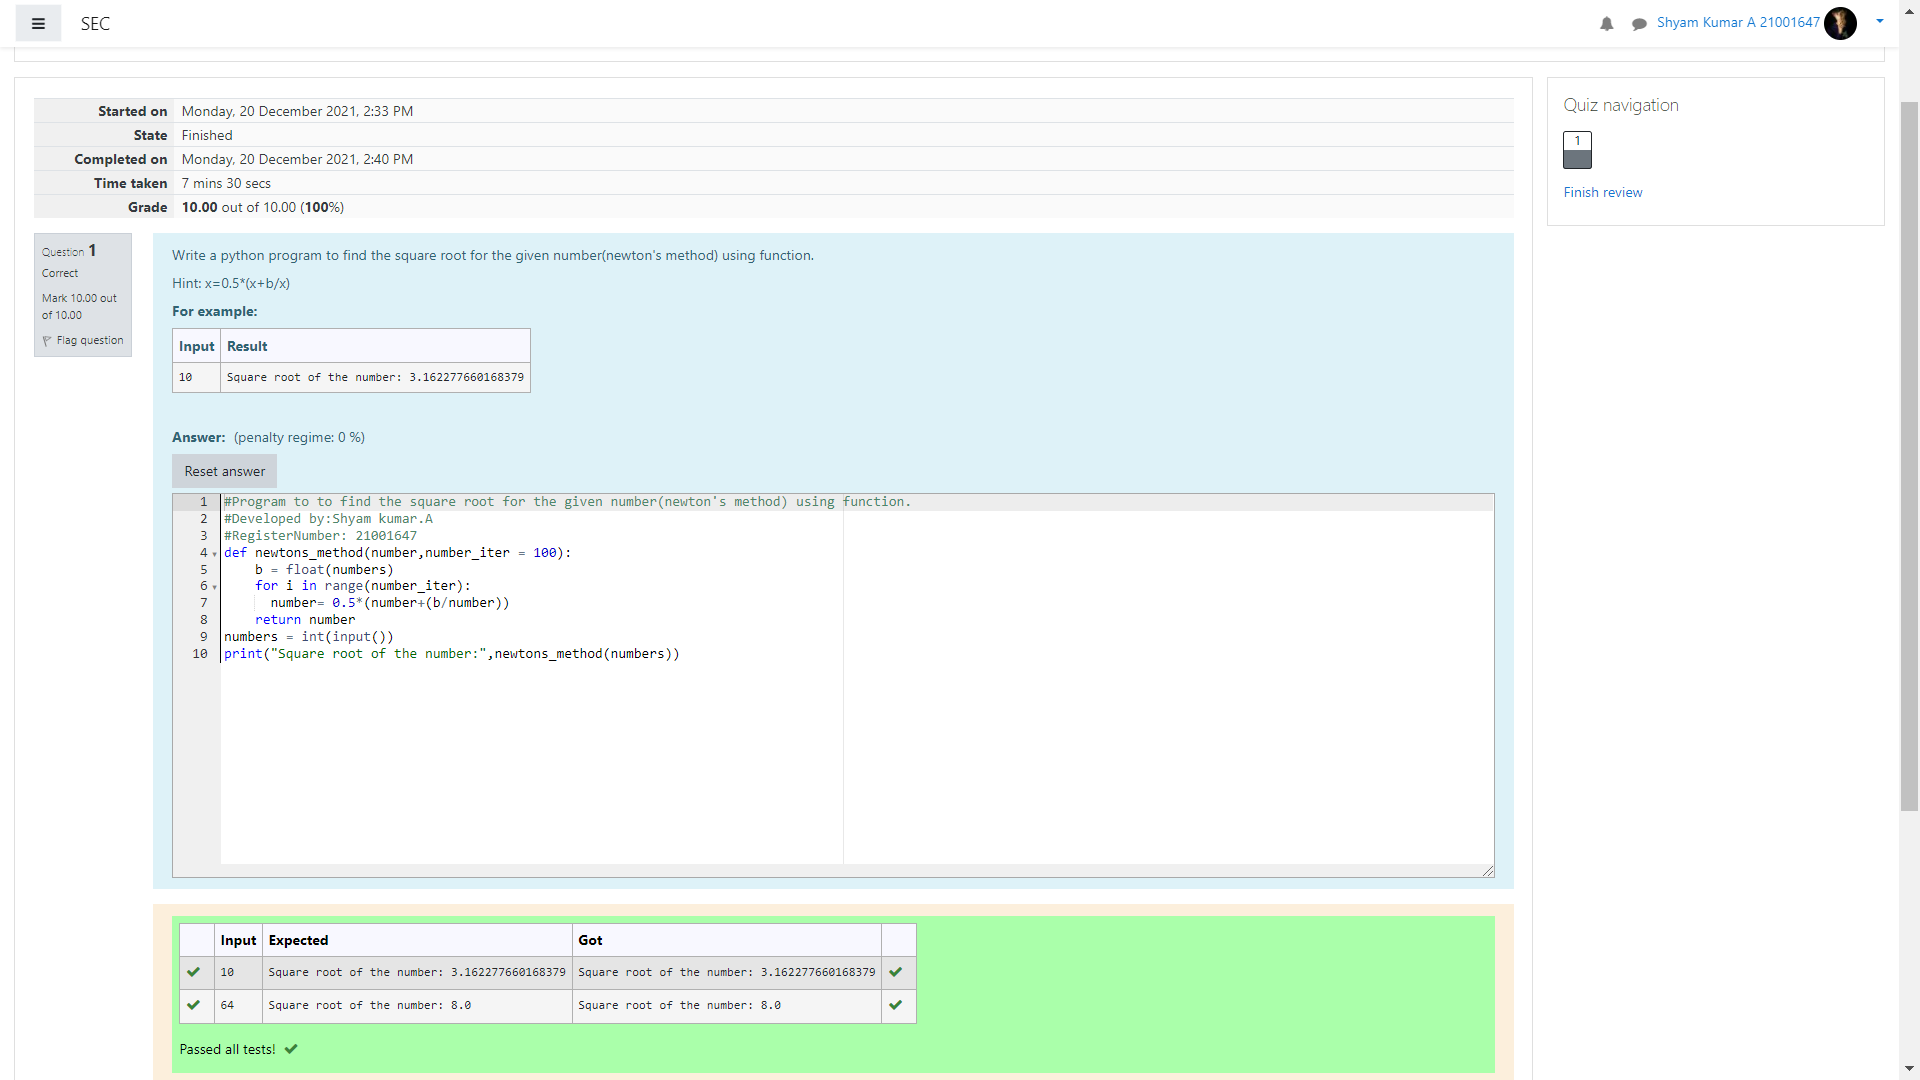 SEC
Shyam Kumar A 21001647
Started on Monday, 20 December 2021, 2:33 PM
State Finished
Completed on Monday, 20 December 2021, 2:40 PM
Time taken 7 mins 30 secs
Grade 10.00 out of 10.00 (100%)
Quiz navigation
1
Finish review
Question 1
Correct
Mark 10.00 out
of 10.00
Flag question
Write a python program to find the square root for the given number(newton's method) using function.
Hint: x=0.5*(x+b/x)
For example:
Input Result
10 Square root of the number: 3.162277660168379
Answer: (penalty regime: 0 %)
Reset answer
1 #Program to to find the square root for the given number(newton's method) using function.
2 #Developed by:Shyam kumar.A
3 #RegisterNumber: 21001647
4 def newtons_method(number,number_iter = 100):
5 b = float(numbers)
6 for i in range(number_iter):
7 number= 0.5*(number+(b/number))
8 return number
9 numbers = int(input())
10 print("Square root of the number:",newtons_method(numbers))
Input Expected Got
10 Square root of the number: 3.162277660168379 Square root of the number: 3.162277660168379
64 Square root of the number: 8.0 Square root of the number: 8.0
Passed all tests!